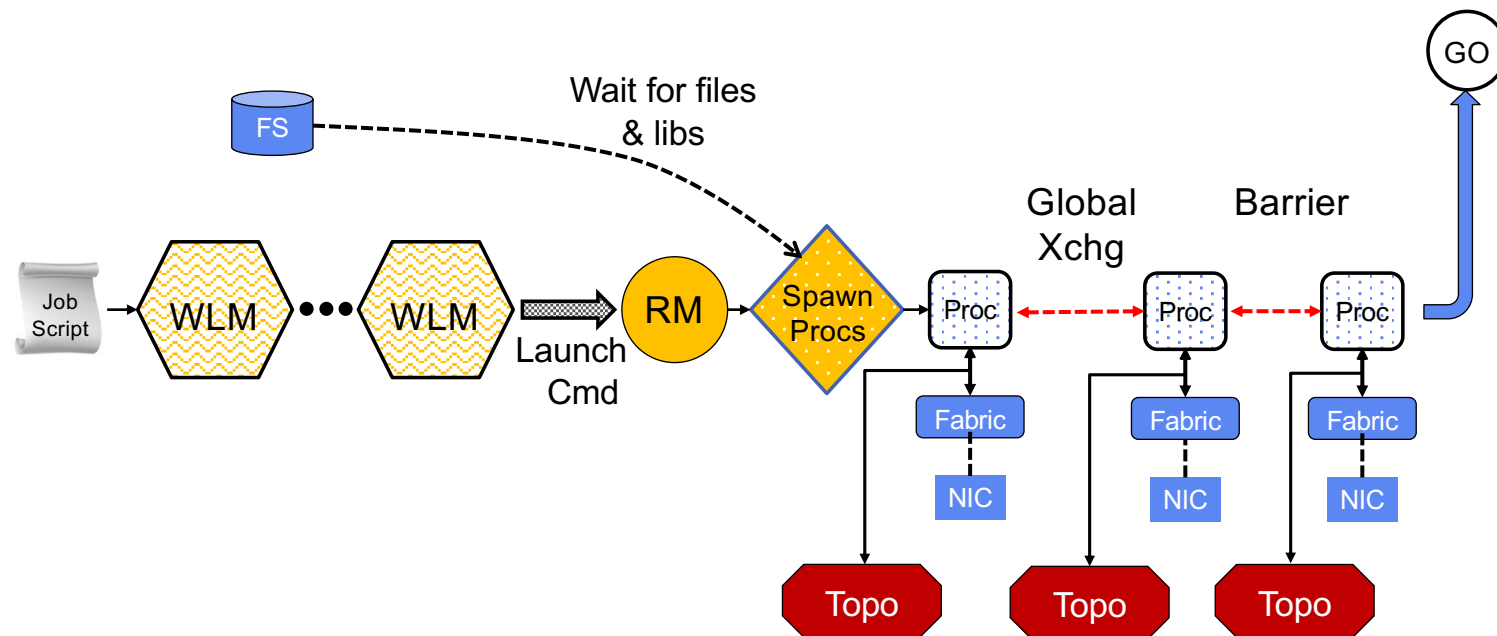 GO
FS
Wait for files
& libs
Global
Xchg
Barrier
Job
Script
WLM
WLM
Launch
Cmd
RM
Spawn
Procs
Proc
Proc
Proc
Fabric
Fabric
Fabric
NIC
NIC
NIC
Topo
Topo
Topo